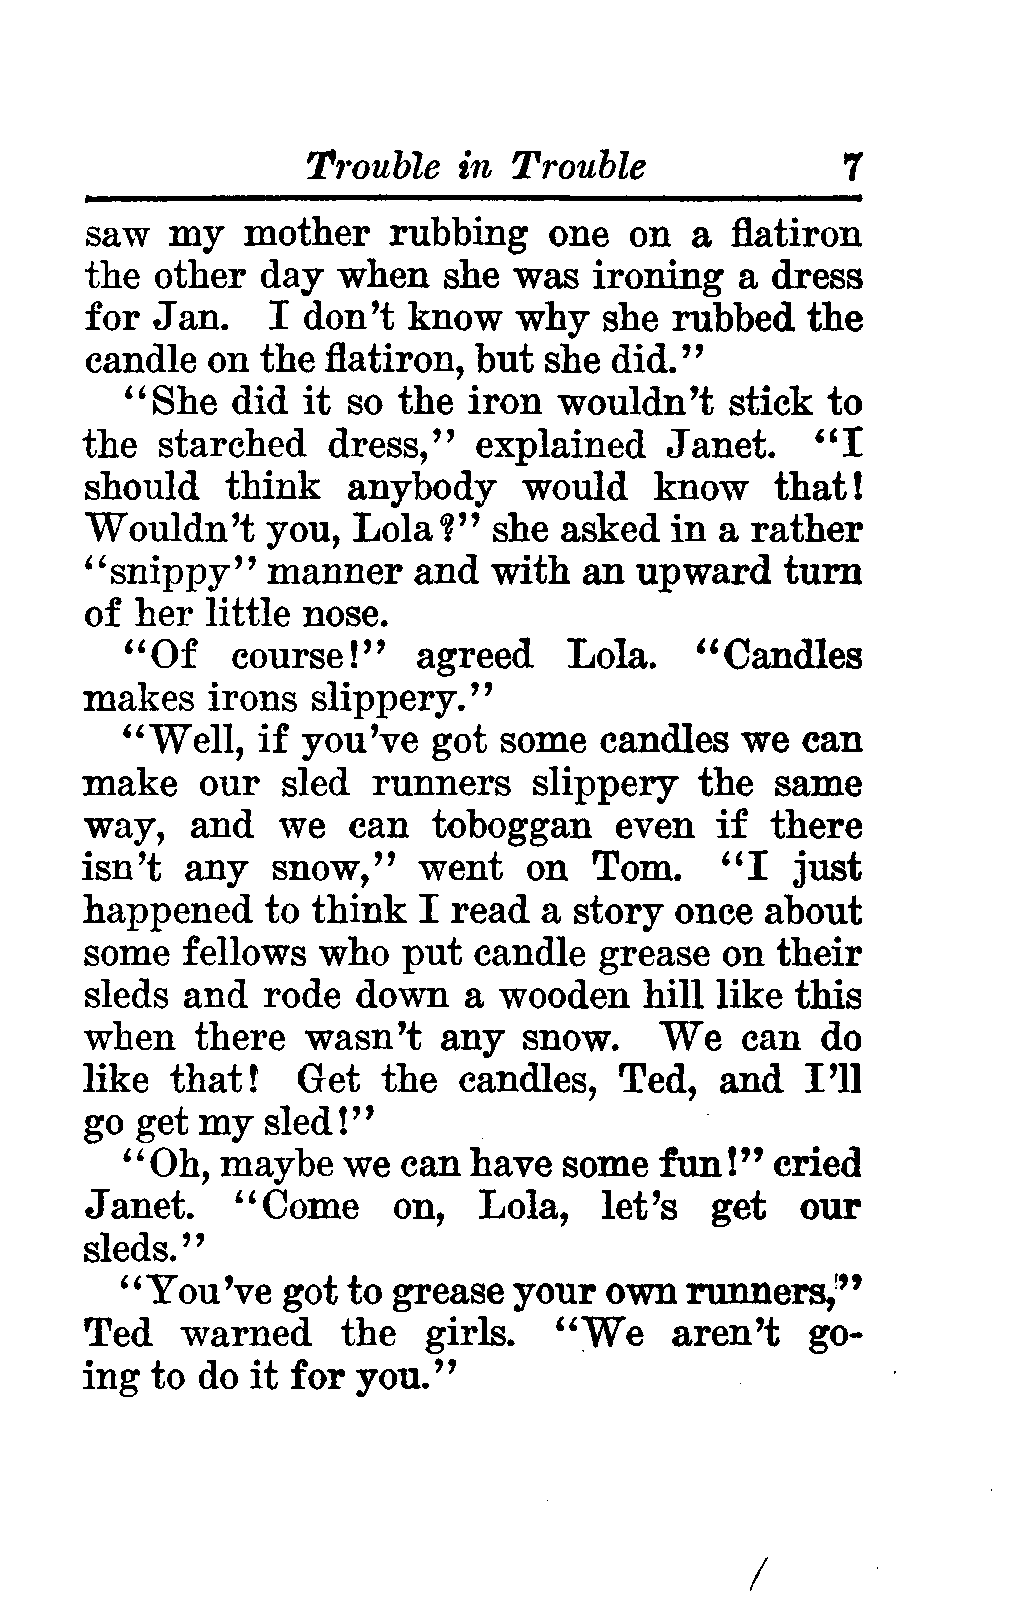 Trouble in Trouble 7
saw my mother rubbing one on a flatiron
the other day when she was ironing a dress
for Jan. I don't know why she rubbed the
candle on the flatiron, but she did."
"She did it so the iron wouldn't stick to
the starched dress," explained Janet. "I
should think anybody would know that!
Wouldn't you, Lola?" she asked in a rather
"snippy" manner and with an upward turn
of her little nose.
"Of course!" agreed Lola. "Candles
makes irons slippery."
"Well, if you've got some candles we can
make our sled runners slippery the same
way, and we can toboggan even if there
isn't any snow," went on Tom. "I just
happened to think I read a story once about
some fellows who put candle grease on their
sleds and rode down a wooden hill like this
when there wasn't any snow. We can do
like that! Get the candles, Ted, and I'll
go get my sled!"
"Oh, maybe we can have some fun!" cried
Janet. "Come on, Lola, let's get our
sleds."
"You've got to grease your own runners,"
Ted warned the girls. "We aren't go-
ing to do it for you."